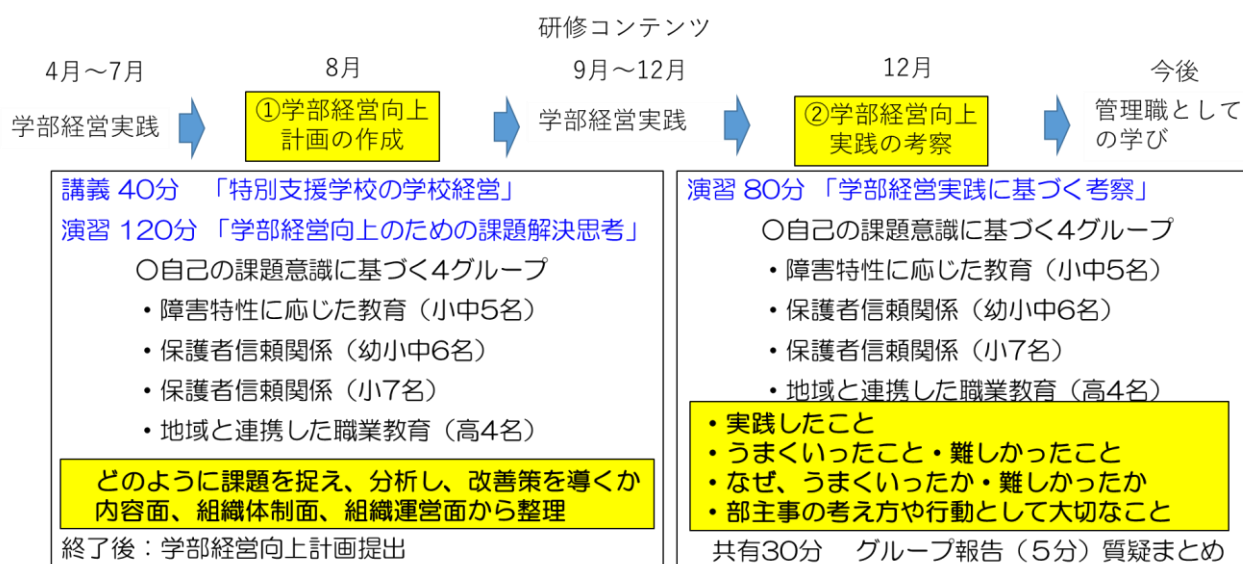 研修コンテンツ
4月～7月
8月
9月～12月
12月
今後
学部経営実践
①学部経営向上
計画の作成
学部経営実践
②学部経営向上
実践の考察
管理職として
の学び
講義 40分 「特別支援学校の学校経営」
演習 120分 「学部経営向上のための課題解決思考」
〇自己の課題意識に基づく4グループ
・障害特性に応じた教育（小中5名）
・保護者信頼関係（幼小中6名）
・保護者信頼関係（小7名）
・地域と連携した職業教育（高4名）
どのように課題を捉え、分析し、改善策を導くか
内容面、組織体制面、組織運営面から整理
終了後：学部経営向上計画提出
演習 80分 「学部経営実践に基づく考察」
〇自己の課題意識に基づく4グループ
・障害特性に応じた教育（小中5名）
・保護者信頼関係（幼小中6名）
・保護者信頼関係（小7名）
・地域と連携した職業教育（高4名）
・実践したこと
・うまくいったこと・難しかったこと
・なぜ、うまくいったか・難しかったか
・部主事の考え方や行動として大切なこと
共有30分 グループ報告（5分）質疑まとめ